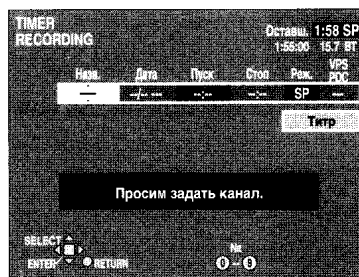 TIMER
RECORDING
Оставш. 1:58 SP
1:55:00 15.7 BT
VPS
Назв. Дата Пуск Стоп Реж. PDC
-- --/-- --:-- --:-- SP ---
Титр
Просим задать канал.
SELECT
ENTER RETURN
№
0 -- 9